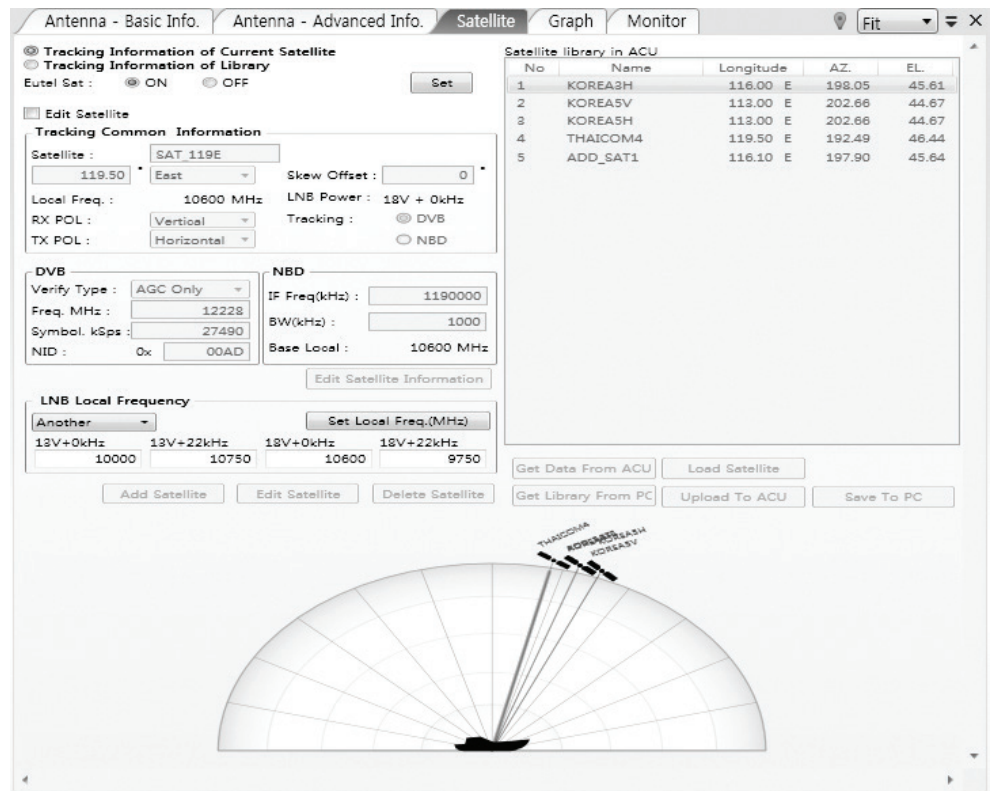 Antenna - Basic Info. Antenna - Advanced Info. Satellite Graph Monitor Fit
Tracking Information of Current Satellite
Tracking Information of Library
Eutel Sat : ON OFF Set
Edit Satellite
Tracking Common Information
Satellite : SAT_119E
119.50 ° East Skew Offset : 0 °
Local Freq. : 10600 MHz LNB Power : 18V + 0kHz
RX POL : Vertical Tracking : DVB
TX POL : Horizontal NBD
DVB
Verify Type : AGC Only
Freq. MHz : 12228
Symbol. kSps : 27490
NID : 0x 00AD
NBD
IF Freq(kHz) : 1190000
BW(kHz) : 1000
Base Local : 10600 MHz
Edit Satellite Information
LNB Local Frequency
Another Set Local Freq.(MHz)
13V+0kHz 13V+22kHz 18V+0kHz 18V+22kHz
10000 10750 10600 9750
Add Satellite Edit Satellite Delete Satellite
Satellite library in ACU
No Name Longitude AZ. EL.
1 KOREA3H 116.00 E 198.05 45.61
2 KOREA5V 113.00 E 202.66 44.67
3 KOREA5H 113.00 E 202.66 44.67
4 THAICOM4 119.50 E 192.49 46.44
5 ADD_SAT1 116.10 E 197.90 45.64
Get Data From ACU Load Satellite
Get Library From PC Upload To ACU Save To PC
THAICOM4
KOREA5V